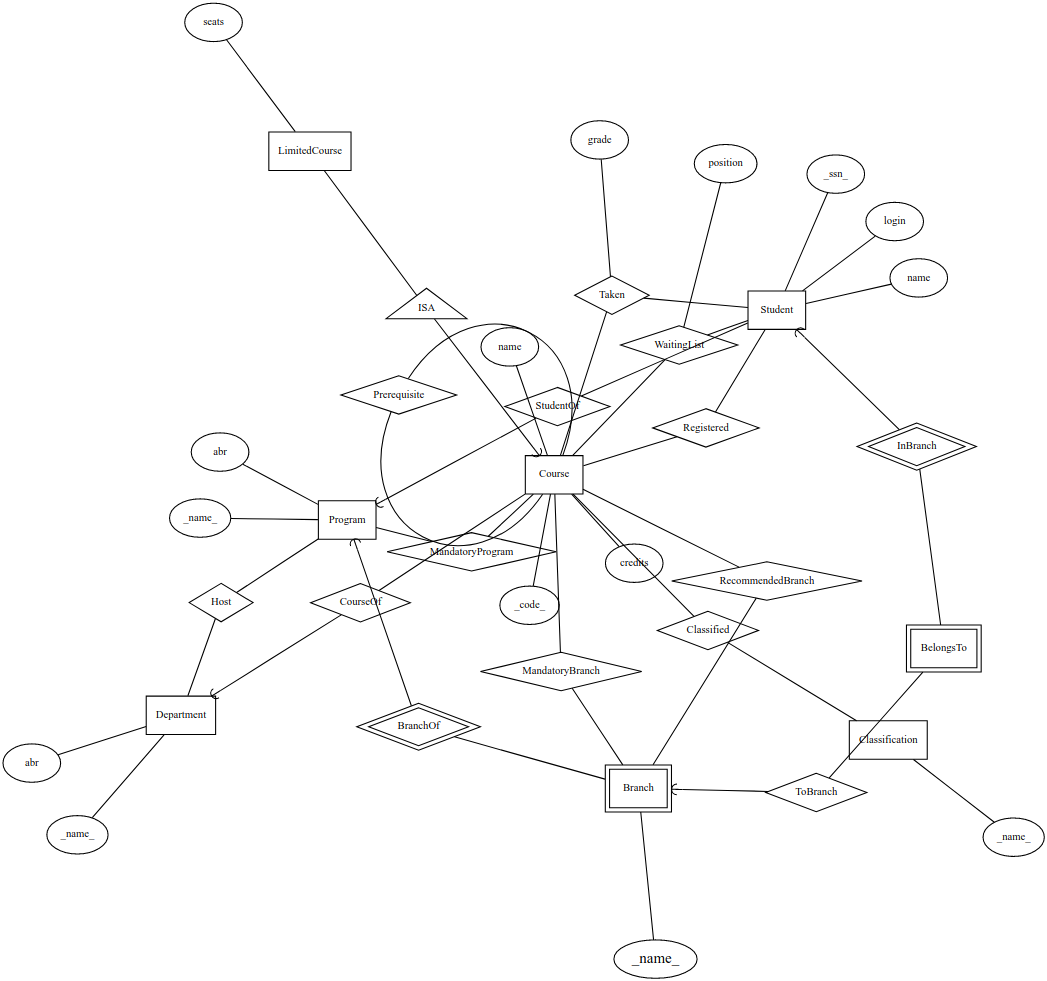 seats
grade
LimitedCourse
position
_ssn_
login
name
Taken
ISA
Student
WaitingList
name
Prerequisite
StudentOf
Registered
InBranch
abr
Course
_name_
Program
MandatoryProgram
credits
RecommendedBranch
Host
CourseOf
_code_
Classified
BelongsTo
MandatoryBranch
Department
BranchOf
Classification
abr
Branch
ToBranch
_name_
_name_
_name_